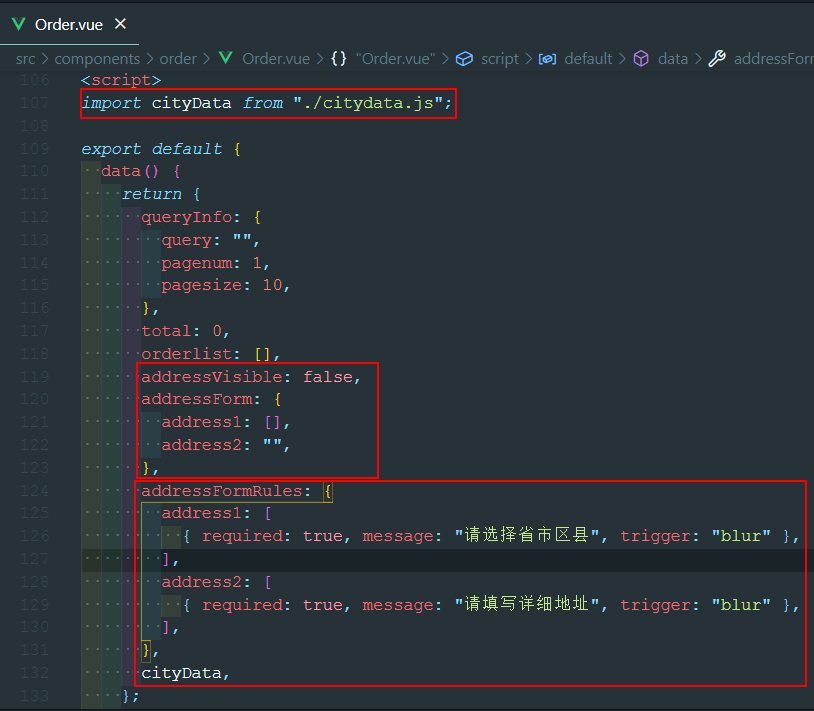 Order.vue ×
src > components > order > Order.vue > {} "Order.vue" > script > default > data > addressForm
106 <script>
107 import cityData from "./citydata.js";
108
109 export default {
110   data() {
111     return {
112       queryInfo: {
113         query: "",
114         pagenum: 1,
115         pagesize: 10,
116       },
117       total: 0,
118       orderlist: [],
119       addressVisible: false,
120       addressForm: {
121         address1: [],
122         address2: "",
123       },
124       addressFormRules: {
125         address1: [
126           { required: true, message: "请选择省市区县", trigger: "blur" },
127         ],
128         address2: [
129           { required: true, message: "请填写详细地址", trigger: "blur" },
130         ],
131       },
132       cityData,
133     };